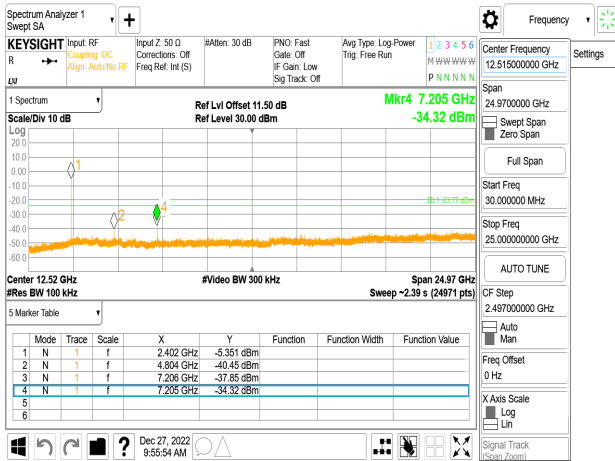 Spectrum Analyzer 1
Swept SA
+
Frequency
KEYSIGHT
Input: RF
Coupling: DC
Align: Auto/No RF
Input Z: 50 Ω
Corrections: Off
Freq Ref: Int (S)
#Atten: 30 dB
PNO: Fast
Gate: Off
IF Gain: Low
Sig Track: Off
Avg Type: Log-Power
Trig: Free Run
1 2 3 4 5 6
M W W W W W
P N N N N N
R
LXI
1 Spectrum
Scale/Div 10 dB
Ref Lvl Offset 11.50 dB
Ref Level 30.00 dBm
Mkr4 7.205 GHz
-34.32 dBm
Log
20.0
10.0
0.00
-10.0
-20.0
-30.0
-40.0
-50.0
-60.0
1
2
4
DL1 -23.77 dBm
Center 12.52 GHz
#Video BW 300 kHz
Span 24.97 GHz
#Res BW 100 kHz
Sweep ~2.39 s (24971 pts)
5 Marker Table
Mode Trace Scale X Y Function Function Width Function Value
1 N 1 f 2.402 GHz -5.351 dBm
2 N 1 f 4.804 GHz -40.45 dBm
3 N 1 f 7.206 GHz -37.85 dBm
4 N 1 f 7.205 GHz -34.32 dBm
5
6
?
Dec 27, 2022
9:55:54 AM
Center Frequency
12.515000000 GHz
Settings
Span
24.9700000 GHz
Swept Span
Zero Span
Full Span
Start Freq
30.000000 MHz
Stop Freq
25.000000000 GHz
AUTO TUNE
CF Step
2.497000000 GHz
Auto
Man
Freq Offset
0 Hz
X Axis Scale
Log
Lin
Signal Track
(Span Zoom)